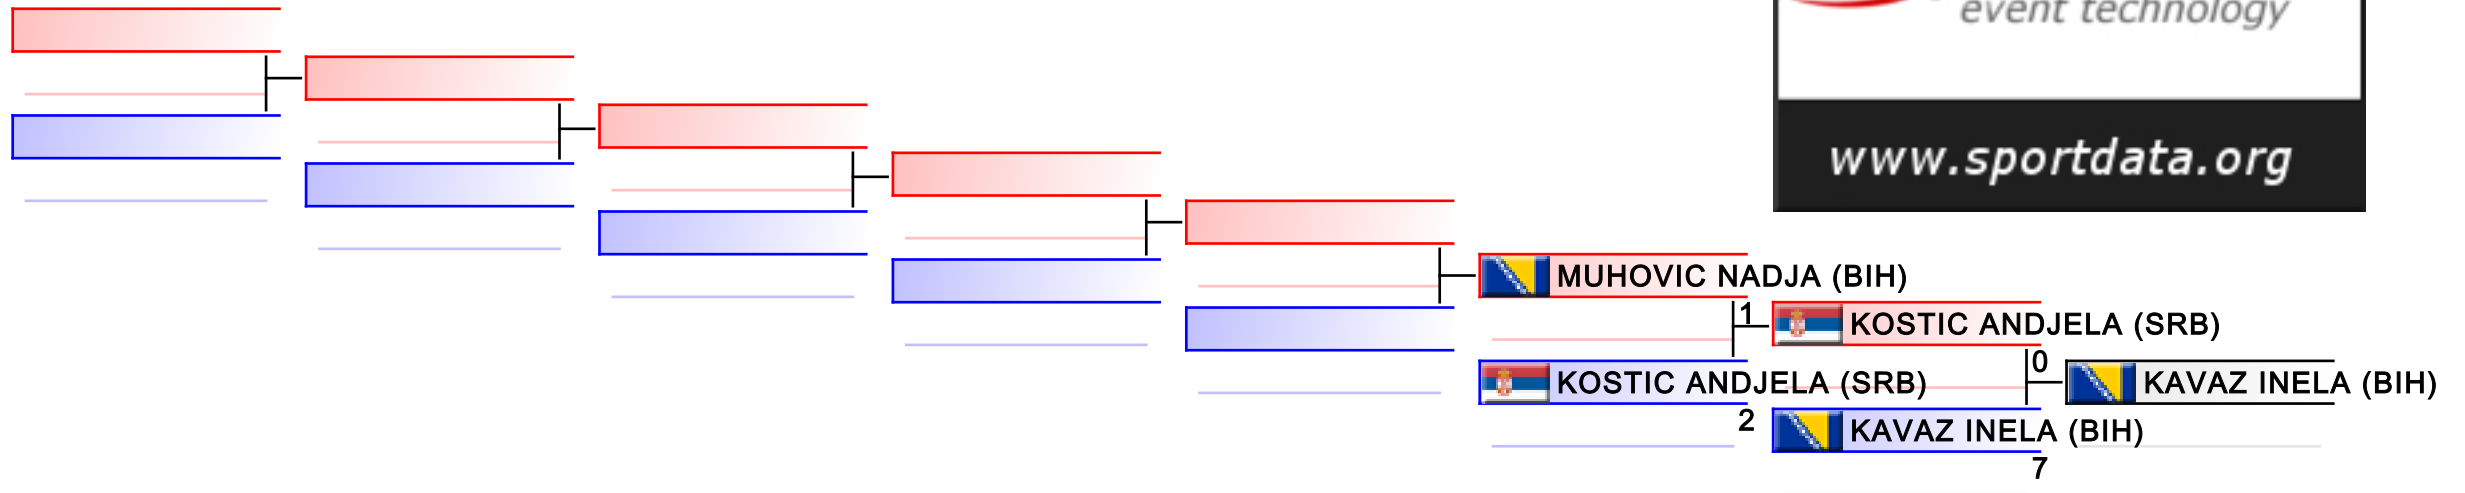 event technology
www.sportdata.org
MUHOVIC NADJA (BIH)
1
KOSTIC ANDJELA (SRB)
0
KOSTIC ANDJELA (SRB)
KAVAZ INELA (BIH)
2
KAVAZ INELA (BIH)
7